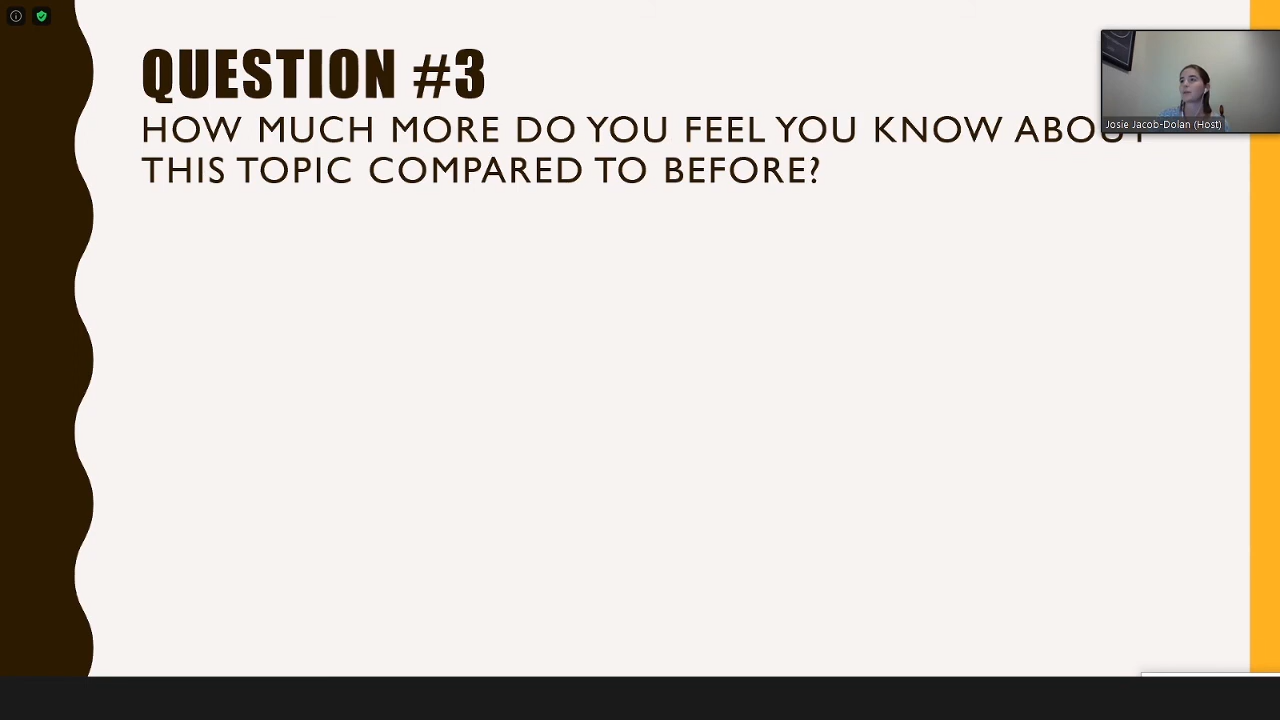 QUESTION #3
HOW MUCH MORE DO YOU FEEL YOU KNOW ABOUT
THIS TOPIC COMPARED TO BEFORE?
Josie Jacob-Dolan (Host)